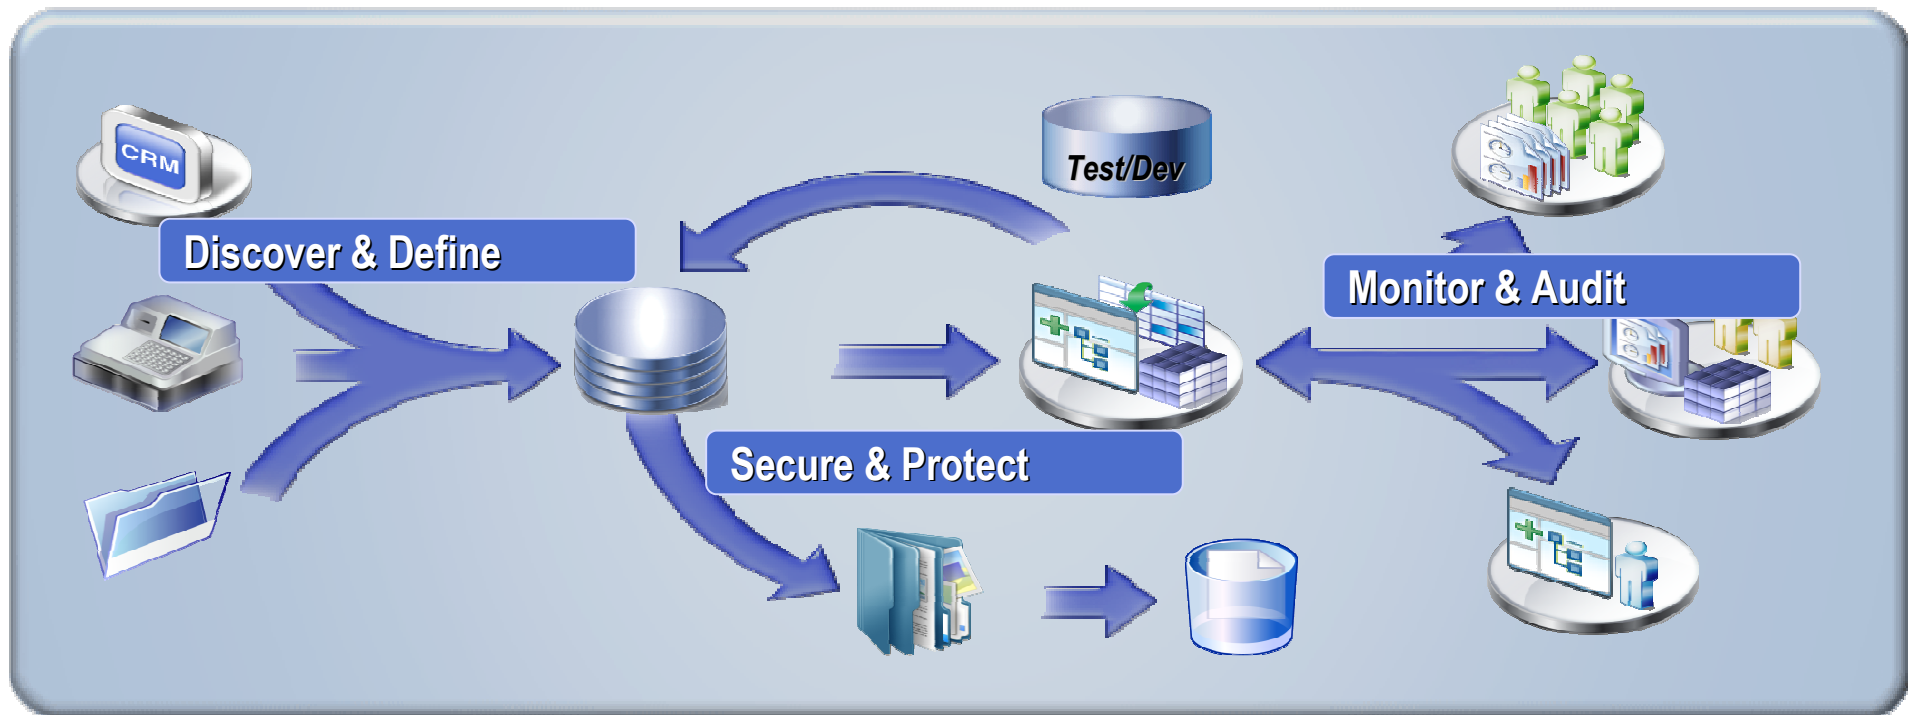 CRM
Test/Dev
Discover & Define
Monitor & Audit
Secure & Protect